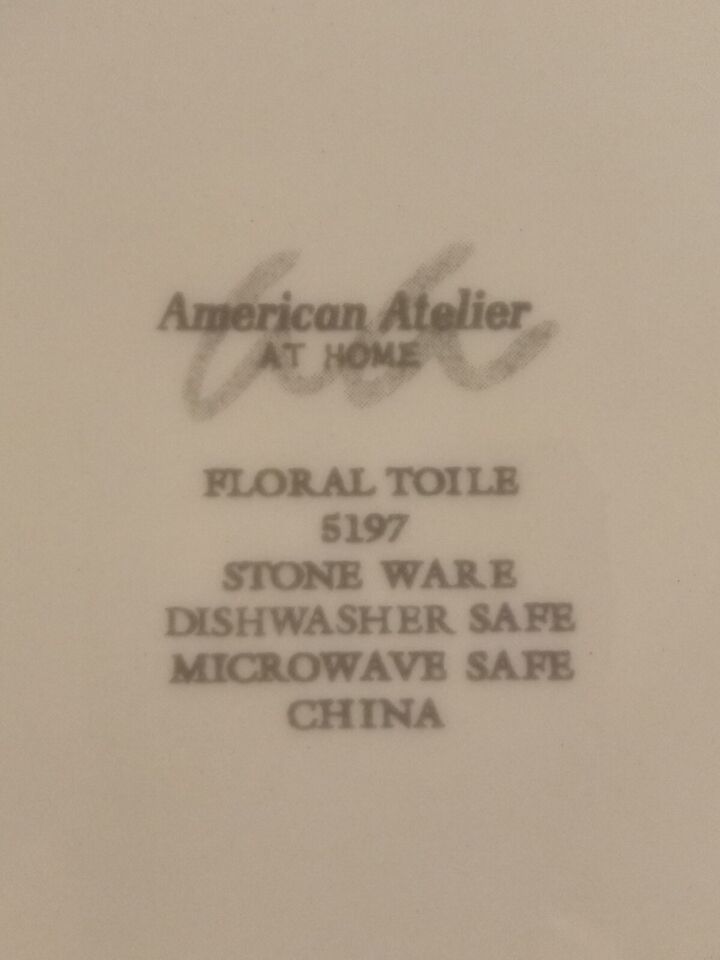 American Atelier
AT HOME
FLORAL TOILE
5197
STONE WARE
DISHWASHER SAFE
MICROWAVE SAFE
CHINA